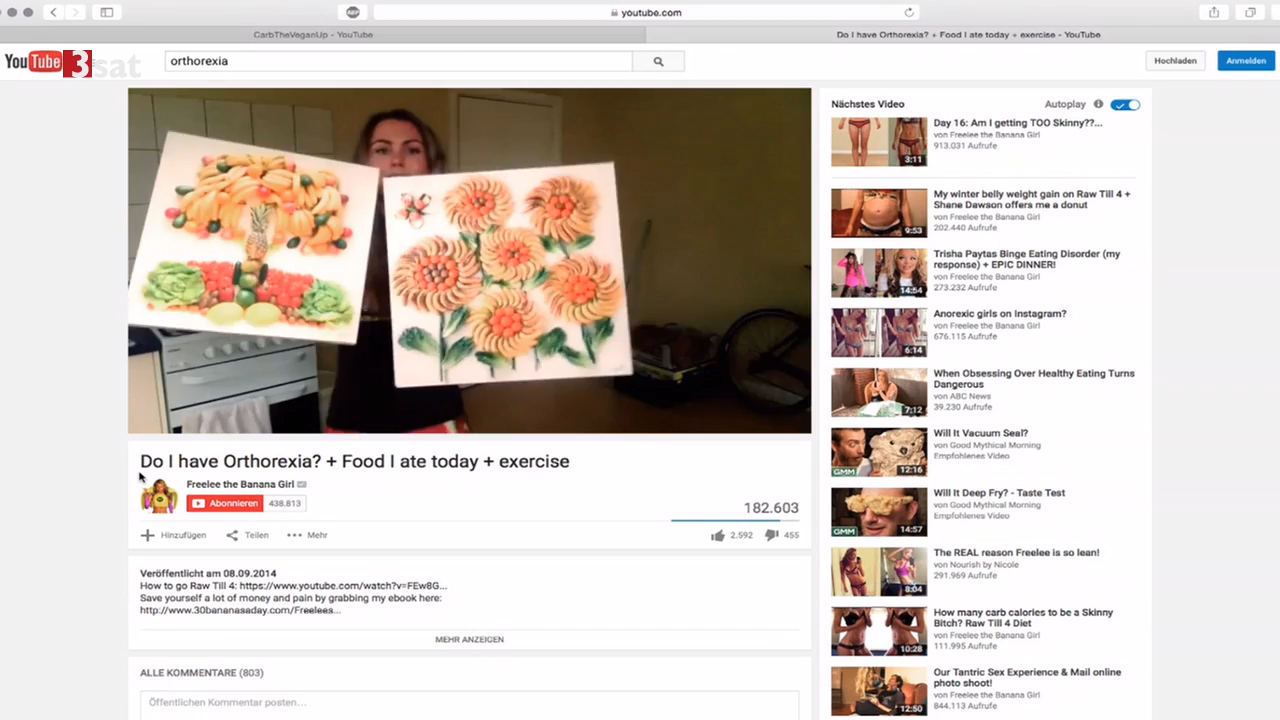 youtube.com
CarbTheVeganUp - YouTube
Do I have Orthorexia? + Food I ate today + exercise - YouTube
YouTube
3sat
orthorexia
Hochladen
Anmelden
Nächstes Video
Autoplay
Day 16: Am I getting TOO Skinny??...
von Freelee the Banana Girl
913.031 Aufrufe
3:11
My winter belly weight gain on Raw Till 4 +
Shane Dawson offers me a donut
von Freelee the Banana Girl
202.440 Aufrufe
9:53
Trisha Paytas Binge Eating Disorder (my
response) + EPIC DINNER!
von Freelee the Banana Girl
273.232 Aufrufe
14:54
Anorexic girls on Instagram?
von Freelee the Banana Girl
676.115 Aufrufe
6:14
When Obsessing Over Healthy Eating Turns
Dangerous
von ABC News
39.230 Aufrufe
7:12
Will It Vacuum Seal?
von Good Mythical Morning
Empfohlenes Video
GMM
12:16
Will It Deep Fry? - Taste Test
von Good Mythical Morning
Empfohlenes Video
GMM
14:57
The REAL reason Freelee is so lean!
von Nourish by Nicole
291.969 Aufrufe
8:04
How many carb calories to be a Skinny
Bitch? Raw Till 4 Diet
von Freelee the Banana Girl
111.995 Aufrufe
10:28
Our Tantric Sex Experience & Mail online
photo shoot!
von Freelee the Banana Girl
844.113 Aufrufe
12:50
Do I have Orthorexia? + Food I ate today + exercise
Freelee the Banana Girl
Abonnieren 438.813
182.603
Hinzufügen Teilen Mehr
2.592 455
Veröffentlicht am 08.09.2014
How to go Raw Till 4: https://www.youtube.com/watch?v=FEw8G...
Save yourself a lot of money and pain by grabbing my ebook here:
http://www.30bananasaday.com/Freelees...
MEHR ANZEIGEN
ALLE KOMMENTARE (803)
Öffentlichen Kommentar posten...